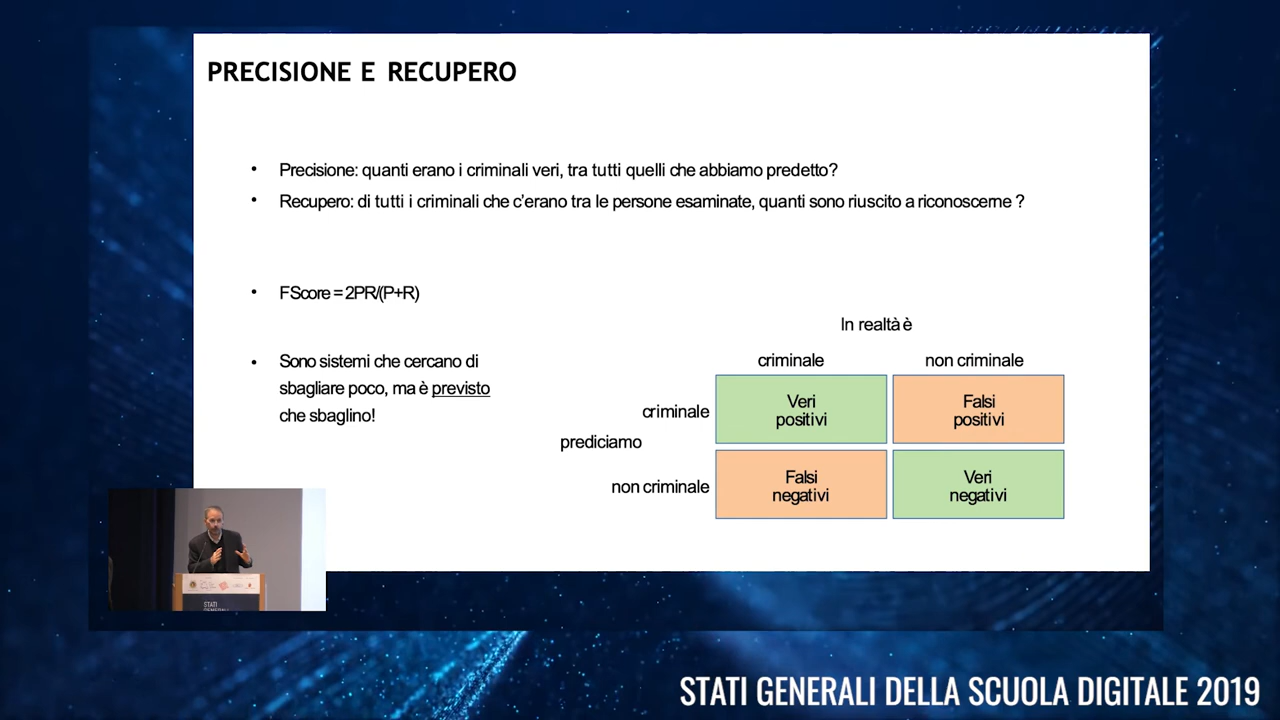 PRECISIONE E RECUPERO
• Precisione: quanti erano i criminali veri, tra tutti quelli che abbiamo predetto?
• Recupero: di tutti i criminali che c'erano tra le persone esaminate, quanti sono riuscito a riconoscerne ?
• FScore = 2PR/(P+R)
• Sono sistemi che cercano di
sbagliare poco, ma è previsto
che sbaglino!
In realtà è
criminale non criminale
criminale
prediciamo
non criminale
Veri
positivi
Falsi
positivi
Falsi
negativi
Veri
negativi
STATI
GENERALI
STATI GENERALI DELLA SCUOLA DIGITALE 2019